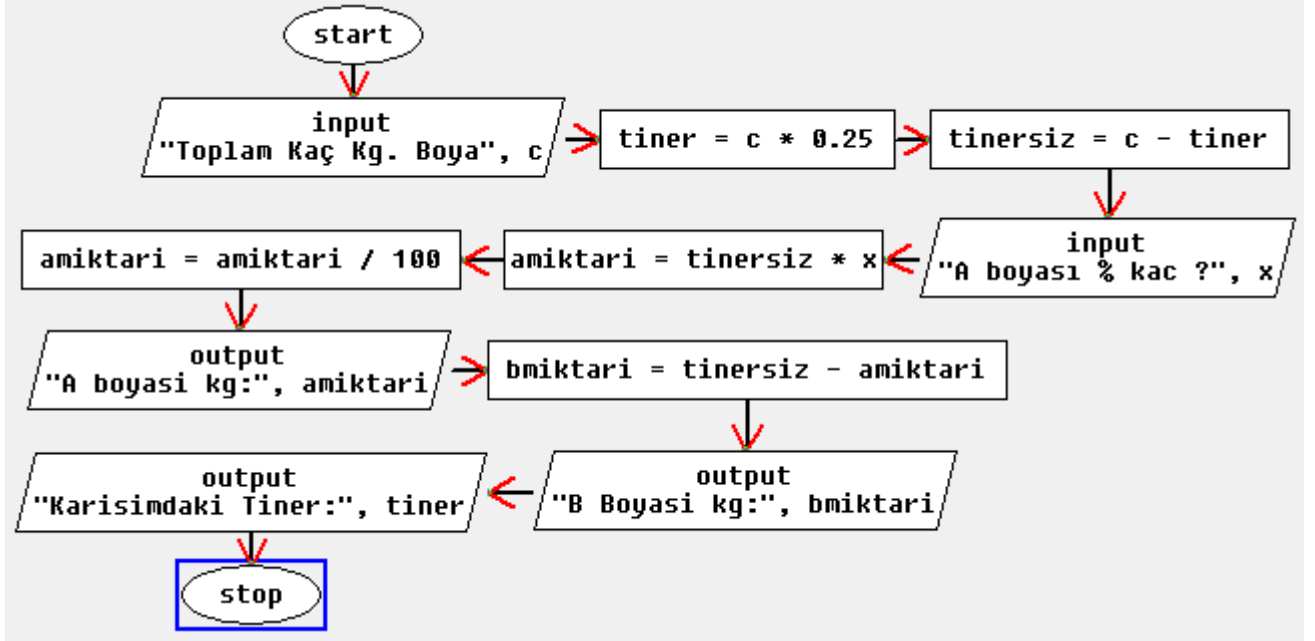 start
input
"Toplam Kaç Kg. Boya", c
tiner = c * 0.25
tinersiz = c - tiner
input
"A boyası % kac ?", x
amiktari = tinersiz * x
amiktari = amiktari / 100
output
"A boyasi kg:", amiktari
bmiktari = tinersiz - amiktari
output
"B Boyasi kg:", bmiktari
output
"Karisimdaki Tiner:", tiner
stop